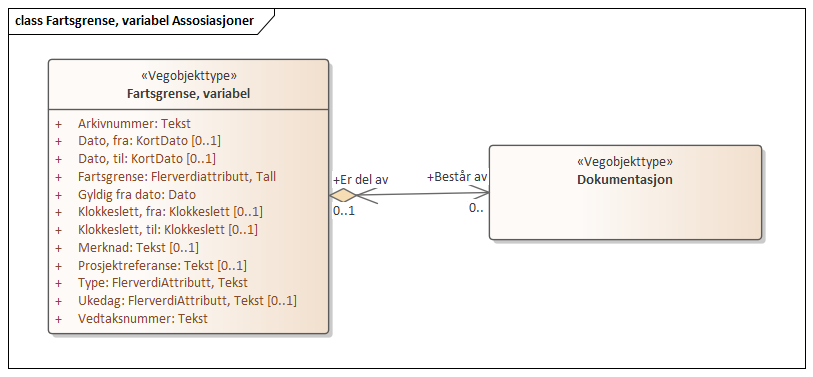 class Fartsgrense, variabel Assosiasjoner
«Vegobjekttype»
Fartsgrense, variabel
+ Arkivnummer: Tekst
+ Dato, fra: KortDato [0..1]
+ Dato, til: KortDato [0..1]
+ Fartsgrense: Flerverdiattributt, Tall
+ Gyldig fra dato: Dato
+ Klokkeslett, fra: Klokkeslett [0..1]
+ Klokkeslett, til: Klokkeslett [0..1]
+ Merknad: Tekst [0..1]
+ Prosjektreferanse: Tekst [0..1]
+ Type: FlerverdiAttributt, Tekst
+ Ukedag: FlerverdiAttributt, Tekst [0..1]
+ Vedtaksnummer: Tekst
+Er del av
0..1
+Består av
0..
«Vegobjekttype»
Dokumentasjon